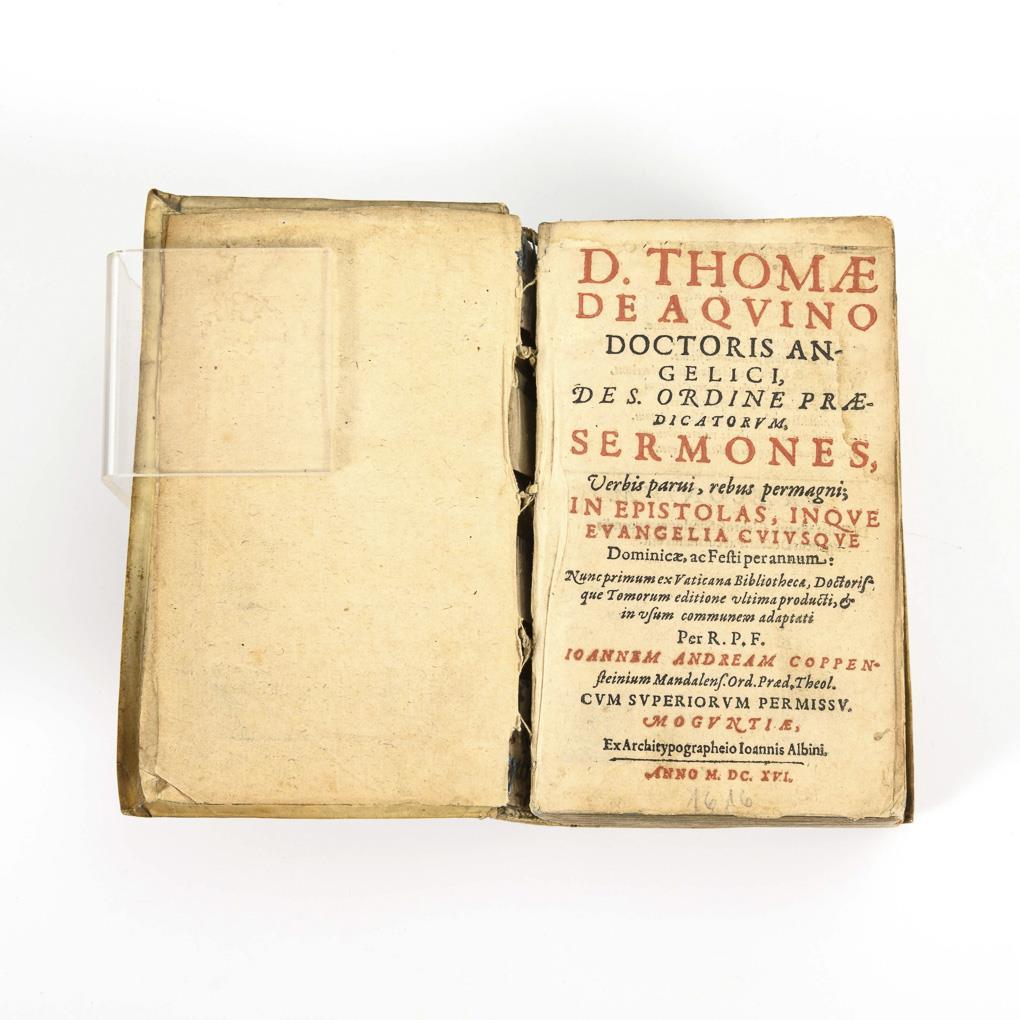 D. THOMÆ
DE AQVINO
DOCTORIS AN-
GELICI,
DE S. ORDINE PRÆ-
DICATORVM,
SERMONES,
Verbis parui, rebus permagni;
IN EPISTOLAS, INQVE
EVANGELIA CVIVSQVE
Dominicæ, ac Festi per annum:
Nunc primum ex Vaticana Bibliotheca, Doctoris,
que Tomorum editione vltima producti, &
in vsum communem adaptati
Per R. P. F.
IOANNEM ANDREAM COPPEN-
steinium Mandalens. Ord. Præd. Theol.
CVM SVPERIORVM PERMISSV.
MOGVNTIÆ,
Ex Architypographeio Ioannis Albini.
ANNO M. DC. XVI.
1616